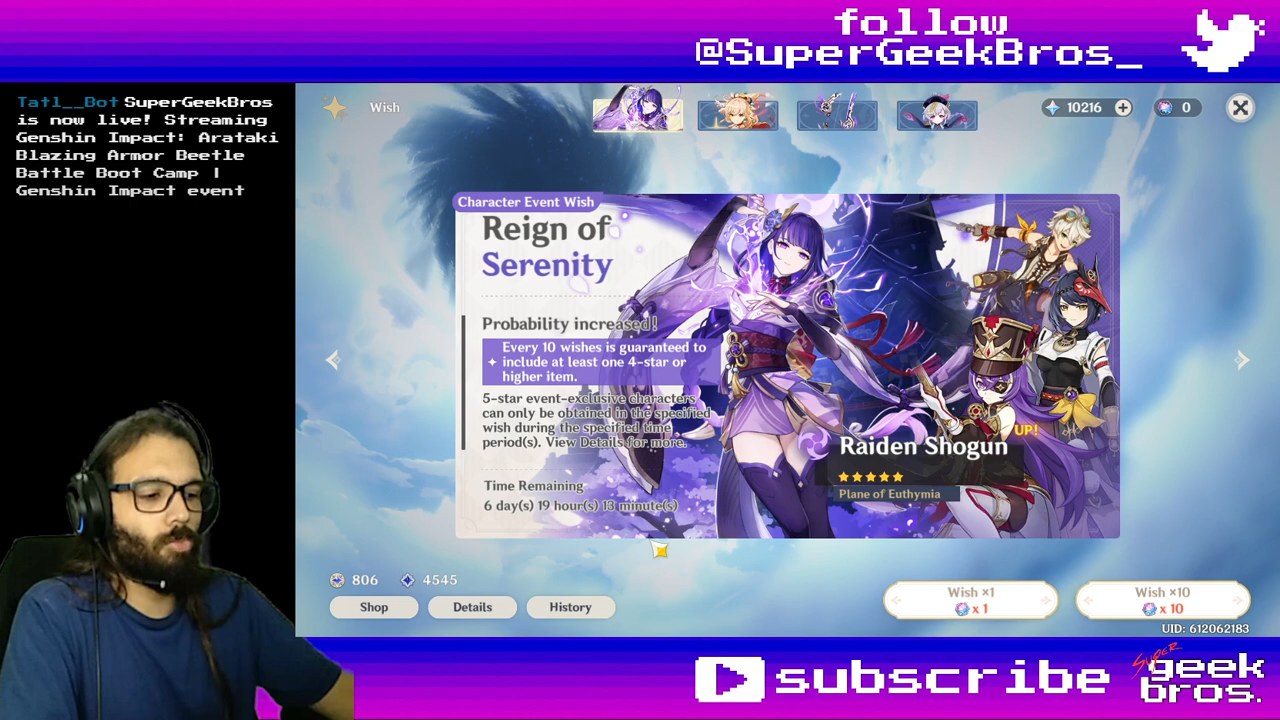 follow
@SuperGeekBros_
Tatl__Bot SuperGeekBros
is now live! Streaming
Genshin Impact: Arataki
Blazing Armor Beetle
Battle Boot Camp |
Genshin Impact event
Wish
10216
0
Character Event Wish
Reign of
Serenity
Probability increased!
Every 10 wishes is guaranteed to
include at least one 4-star or
higher item.
5-star event-exclusive characters
can only be obtained in the specified
wish during the specified time
period(s). View Details for more.
Time Remaining
6 day(s) 19 hour(s) 13 minute(s)
UP!
Raiden Shogun
Plane of Euthymia
806 4545
Shop Details History
Wish ×1
x 1
Wish ×10
x 10
UID: 612062183
subscribe
SUPER
geek
bros.